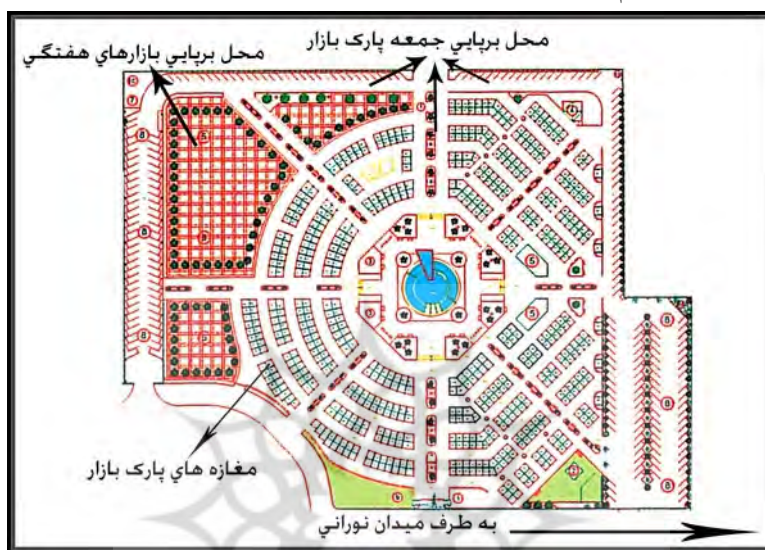 محل برپايي جمعه پارک بازار
محل برپايي بازارهاي هفتگي
مغازه هاي پارک بازار
به طرف ميدان نوراني